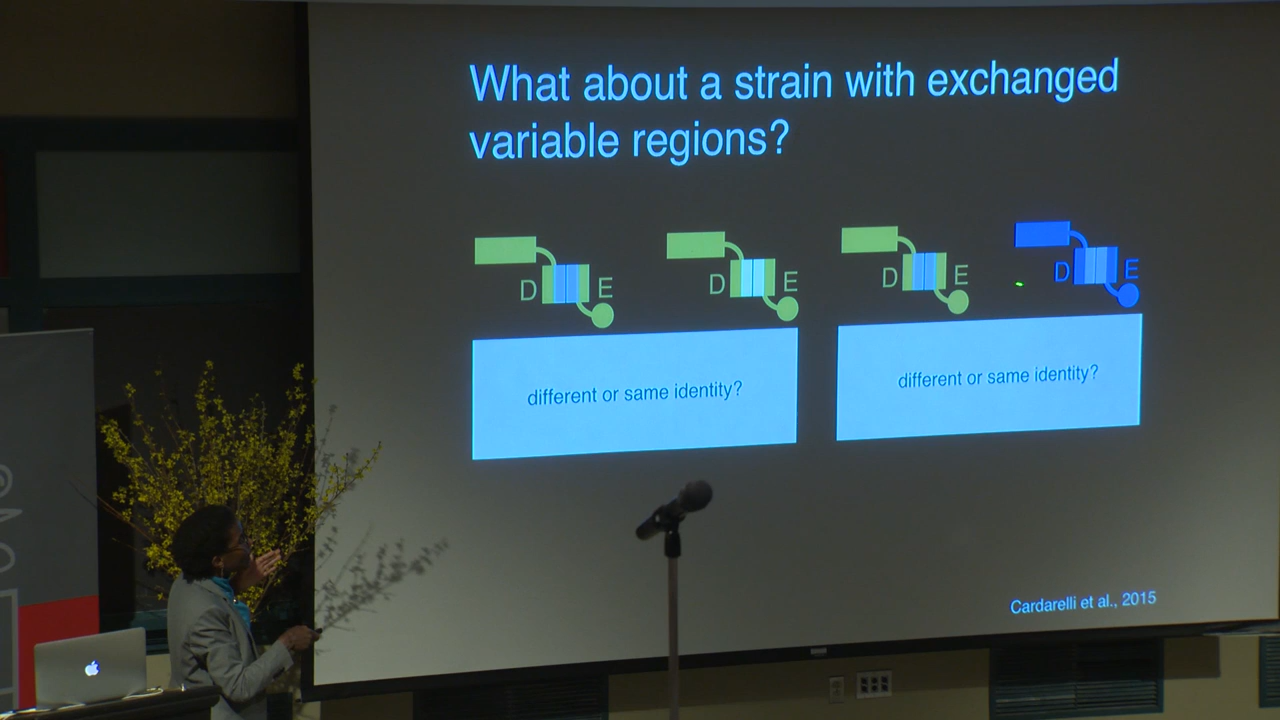 What about a strain with exchanged
variable regions?
D E D E D E D E
different or same identity? different or same identity?
Cardarelli et al., 2015